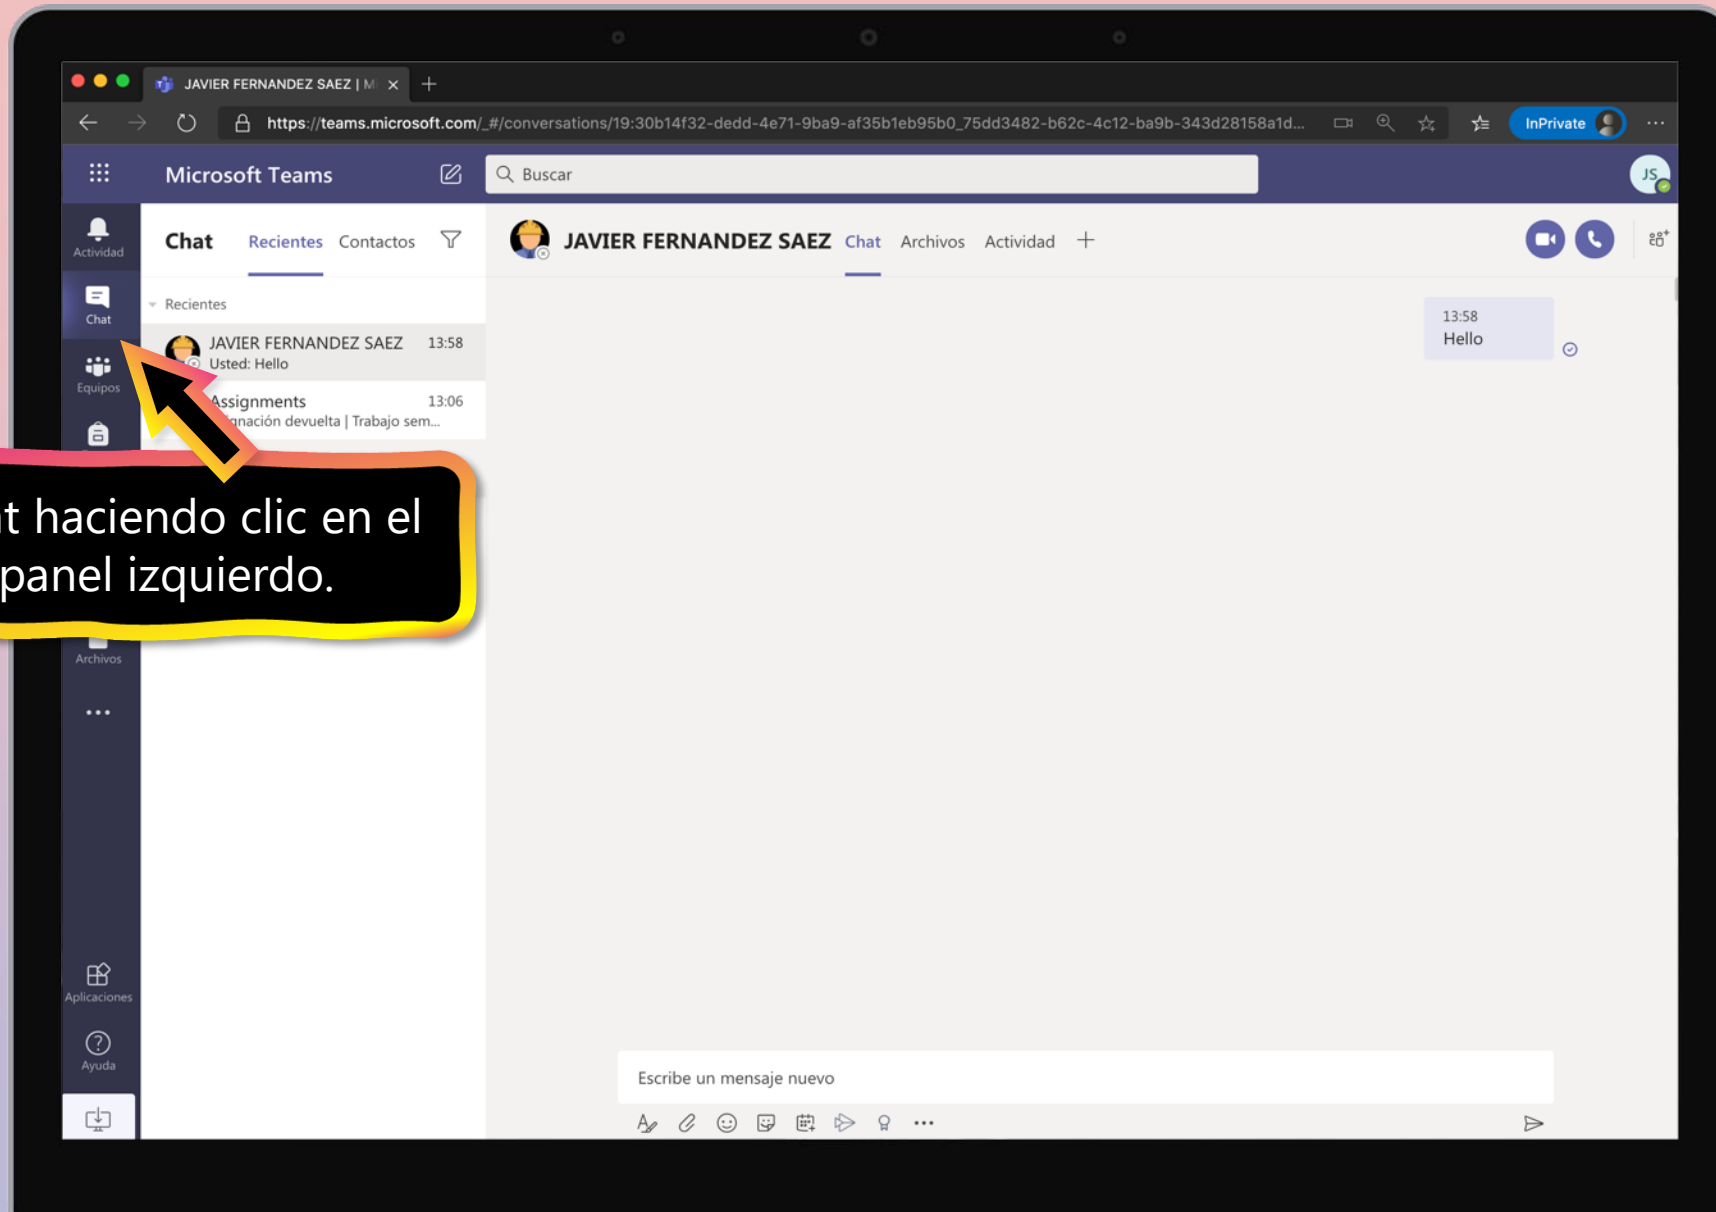 JAVIER FERNANDEZ SAEZ | M
https://teams.microsoft.com/_#/conversations/19:30b14f32-dedd-4e71-9ba9-af35b1eb95b0_75dd3482-b62c-4c12-ba9b-343d28158a1d...
InPrivate
Microsoft Teams
Buscar
JS
Actividad
Chat
Equipos
Archivos
Aplicaciones
Ayuda
Chat Recientes Contactos
Recientes
JAVIER FERNANDEZ SAEZ 13:58
Usted: Hello
Assignments 13:06
devuelta | Trabajo sem...
haciendo clic en el
panel izquierdo.
JAVIER FERNANDEZ SAEZ Chat Archivos Actividad
13:58
Hello
Escribe un mensaje nuevo